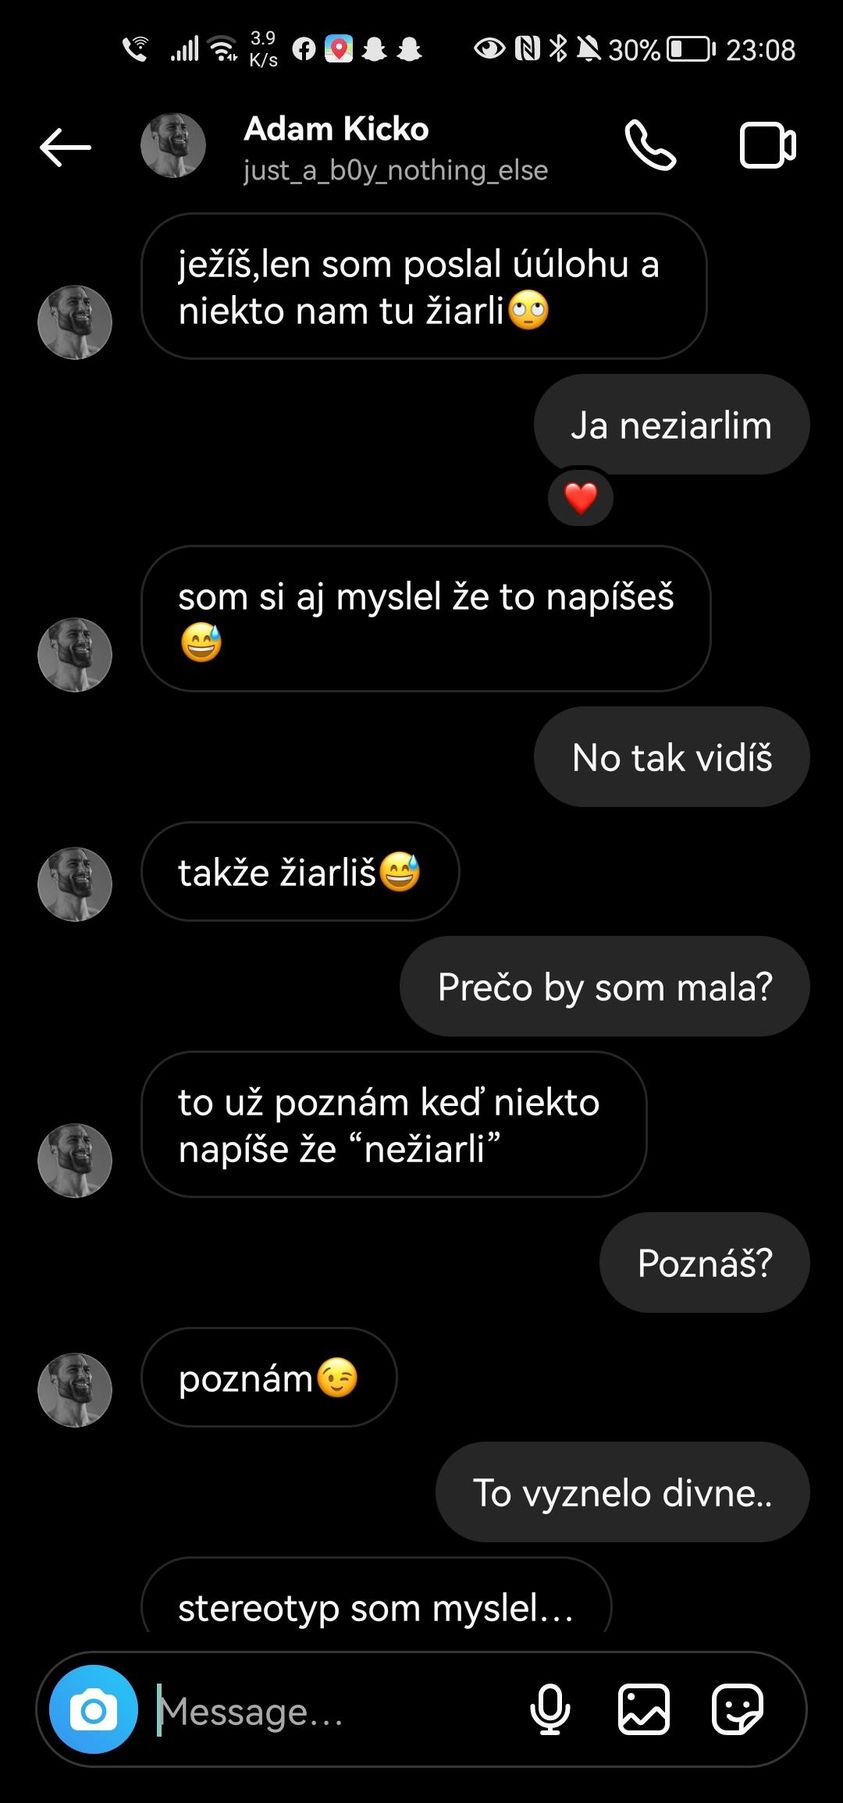 3.9
K/s
30%
23:08
Adam Kicko
just_a_b0y_nothing_else
ježíš,len som poslal úúlohu a
niekto nam tu žiarli🙄
Ja neziarlim
❤️
som si aj myslel že to napíšeš
😅
No tak vidíš
takže žiarliš😅
Prečo by som mala?
to už poznám keď niekto
napíše že “nežiarli”
Poznáš?
poznám😉
To vyznelo divne..
stereotyp som myslel...
Message...